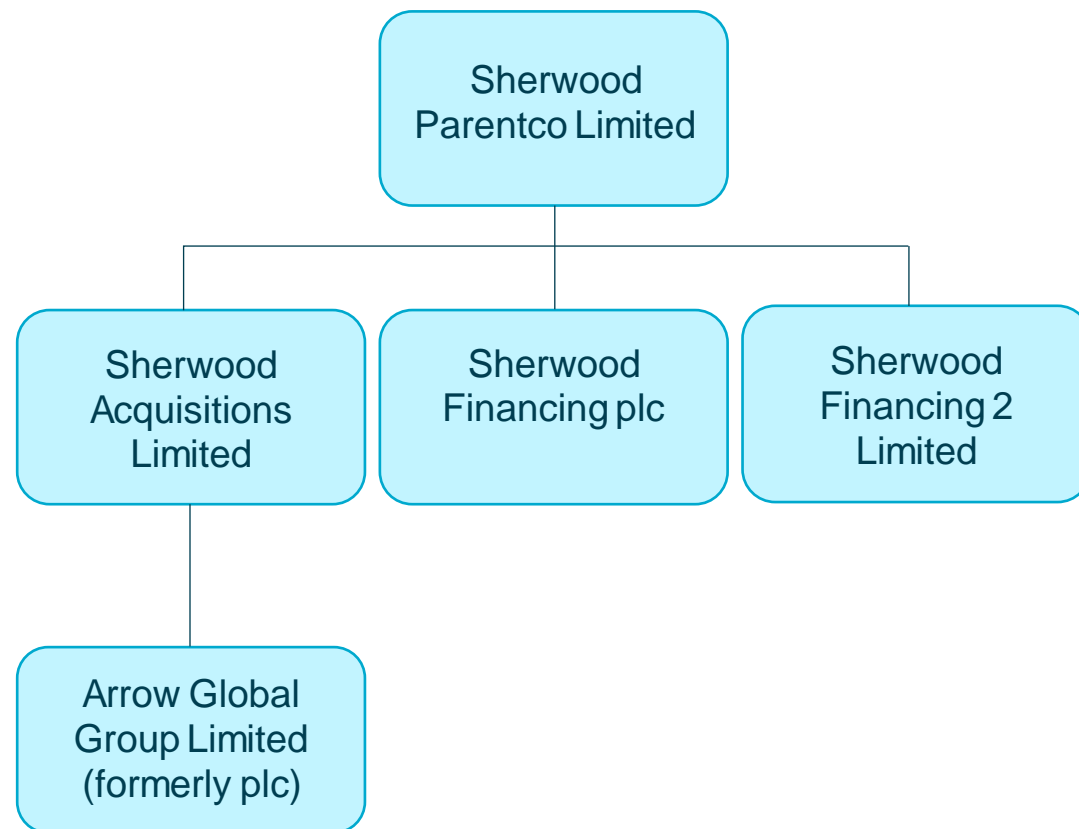 Sherwood
Parentco Limited
Sherwood
Acquisitions
Limited
Sherwood
Financing plc
Sherwood
Financing 2
Limited
Arrow Global
Group Limited
(formerly plc)